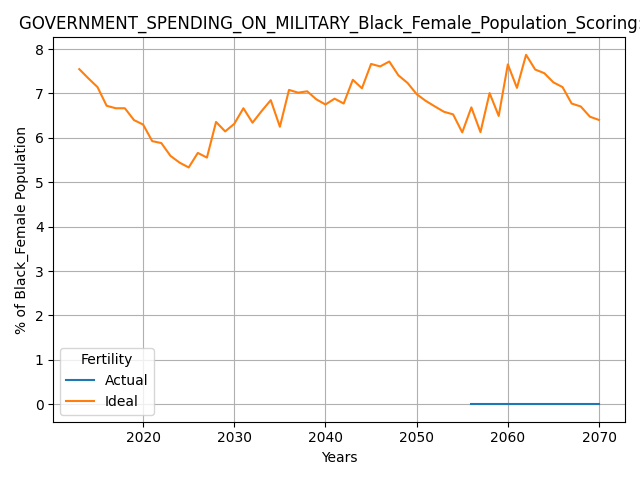 GOVERNMENT_SPENDING_ON_MILITARY_Black_Female_Population_Scoring:
8
7
6
5
4
3
2
1
0
% of Black_Female Population
Fertility
Actual
Ideal
2020 2030 2040 2050 2060 2070
Years